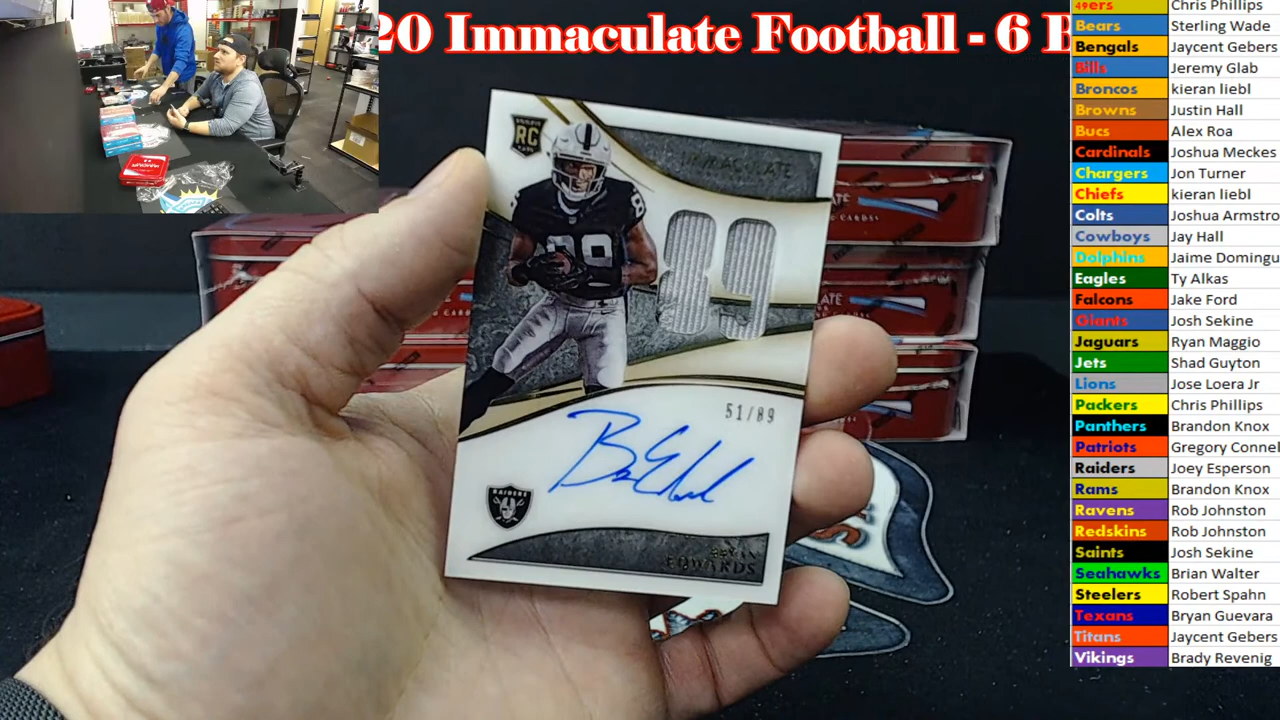 20 Immaculate Football - 6 B
49ers Chris Phillips
Bears Sterling Wade
Bengals Jaycent Gebers
Bills Jeremy Glab
Broncos kieran liebl
Browns Justin Hall
Bucs Alex Roa
Cardinals Joshua Meckes
Chargers Jon Turner
Chiefs kieran liebl
Colts Joshua Armstro
Cowboys Jay Hall
Dolphins Jaime Domingu
Eagles Ty Alkas
Falcons Jake Ford
Giants Josh Sekine
Jaguars Ryan Maggio
Jets Shad Guyton
Lions Jose Loera Jr
Packers Chris Phillips
Panthers Brandon Knox
Patriots Gregory Connel
Raiders Joey Esperson
Rams Brandon Knox
Ravens Rob Johnston
Redskins Rob Johnston
Saints Josh Sekine
Seahawks Brian Walter
Steelers Robert Spahn
Texans Bryan Guevara
Titans Jaycent Gebers
Vikings Brady Revenig
RC
IMMACULATE
89
89
51/89
RAIDERS
BRYAN
EDWARDS